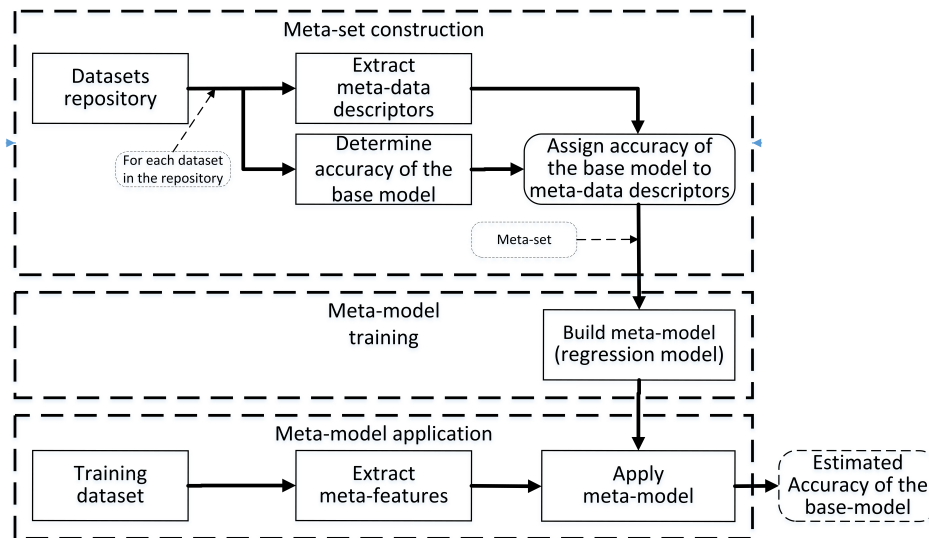 Meta-set construction
Datasets
repository
Extract
meta-data
descriptors
For each dataset
in the repository
Determine
accuracy of the
base model
Assign accuracy of
the base model to
meta-data descriptors
Meta-set
Meta-model
training
Build meta-model
(regression model)
Meta-model application
Training
dataset
Extract
meta-features
Apply
meta-model
Estimated
Accuracy of the
base-model